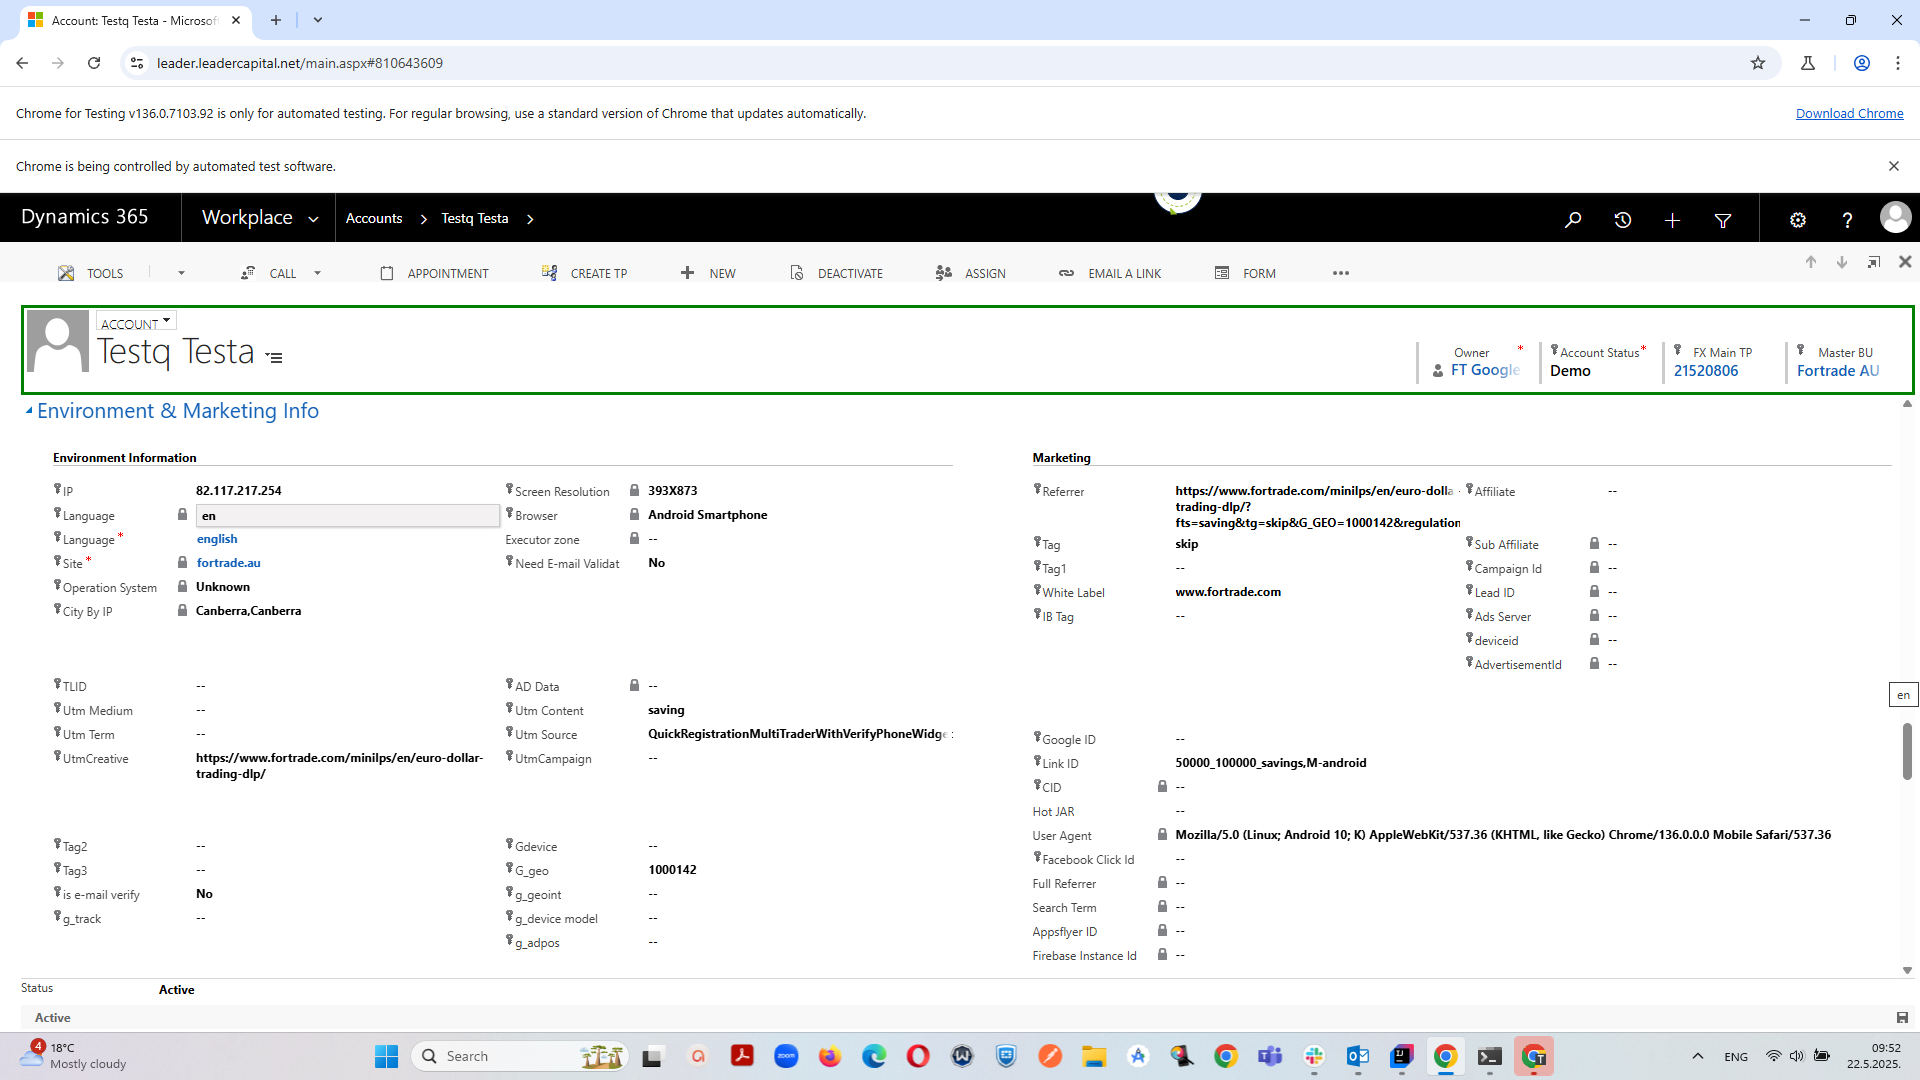 Account: Testq Testa - Microsof
leader.leadercapital.net/main.aspx#810643609
Chrome for Testing v136.0.7103.92 is only for automated testing. For regular browsing, use a standard version of Chrome that updates automatically.
Download Chrome
Chrome is being controlled by automated test software.
Dynamics 365
Workplace
Accounts
Testq Testa
TOOLS
CALL
APPOINTMENT
CREATE TP
NEW
DEACTIVATE
ASSIGN
EMAIL A LINK
FORM
ACCOUNT
Testq Testa
Owner *
FT Google
Account Status *
Demo
FX Main TP
21520806
Master BU
Fortrade AU
Environment & Marketing Info
Environment Information
IP 82.117.217.254
Language en
Language * english
Site * fortrade.au
Operation System Unknown
City By IP Canberra,Canberra
Screen Resolution 393X873
Browser Android Smartphone
Executor zone --
Need E-mail Validat No
TLID --
Utm Medium --
Utm Term --
UtmCreative https://www.fortrade.com/minilps/en/euro-dollar-
trading-dlp/
AD Data --
Utm Content saving
Utm Source QuickRegistrationMultiTraderWithVerifyPhoneWidge
UtmCampaign --
Tag2 --
Tag3 --
is e-mail verify No
g_track --
Gdevice --
G_geo 1000142
g_geoint --
g_device model --
g_adpos --
Marketing
Referrer https://www.fortrade.com/minilps/en/euro-dolla
trading-dlp/?
fts=saving&tg=skip&G_GEO=1000142&regulation
Tag skip
Tag1 --
White Label www.fortrade.com
IB Tag --
Affiliate --
Sub Affiliate --
Campaign Id --
Lead ID --
Ads Server --
deviceid --
AdvertisementId --
en
Google ID --
Link ID 50000_100000_savings,M-android
CID --
Hot JAR --
User Agent Mozilla/5.0 (Linux; Android 10; K) AppleWebKit/537.36 (KHTML, like Gecko) Chrome/136.0.0.0 Mobile Safari/537.36
Facebook Click Id --
Full Referrer --
Search Term --
Appsflyer ID --
Firebase Instance Id --
Status Active
Active
4
18°C
Mostly cloudy
Search
zoom
ENG
09:52
22.5.2025.